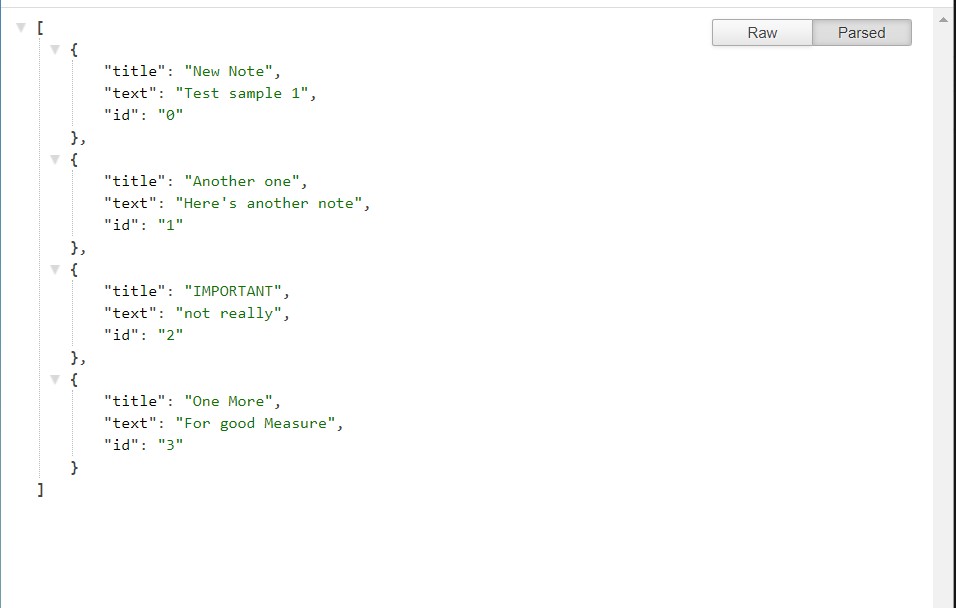 [
Raw Parsed
{
"title": "New Note",
"text": "Test sample 1",
"id": "0"
},
{
"title": "Another one",
"text": "Here's another note",
"id": "1"
},
{
"title": "IMPORTANT",
"text": "not really",
"id": "2"
},
{
"title": "One More",
"text": "For good Measure",
"id": "3"
}
]